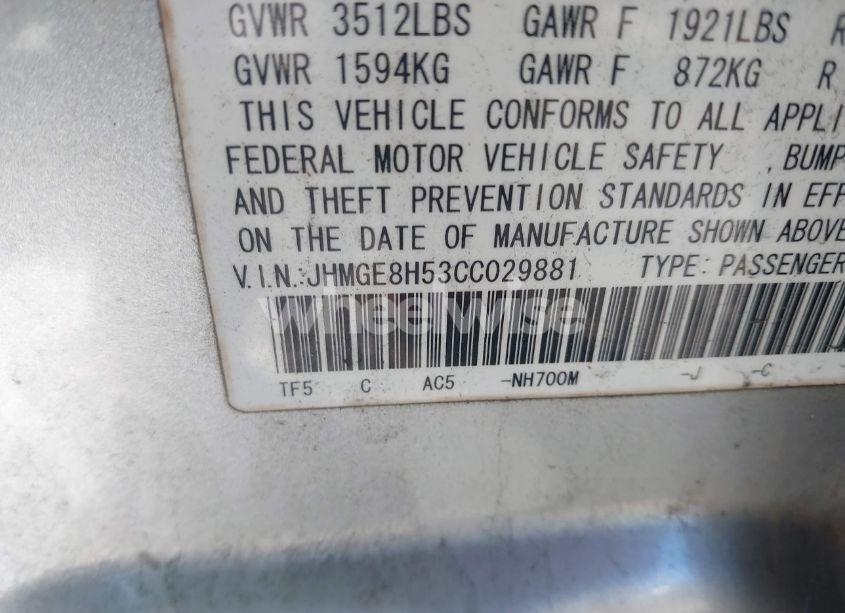 GVWR 3512LBS GAWR F 1921LBS R
GVWR 1594KG GAWR F 872KG R
THIS VEHICLE CONFORMS TO ALL APPLI
FEDERAL MOTOR VEHICLE SAFETY , BUMP
AND THEFT PREVENTION STANDARDS IN EFF
ON THE DATE OF MANUFACTURE SHOWN ABOVE
V.I.N.:JHMGE8H53CC029881 TYPE: PASSENGER
wheelwise
TF5 C AC5 -NH700M -J -C